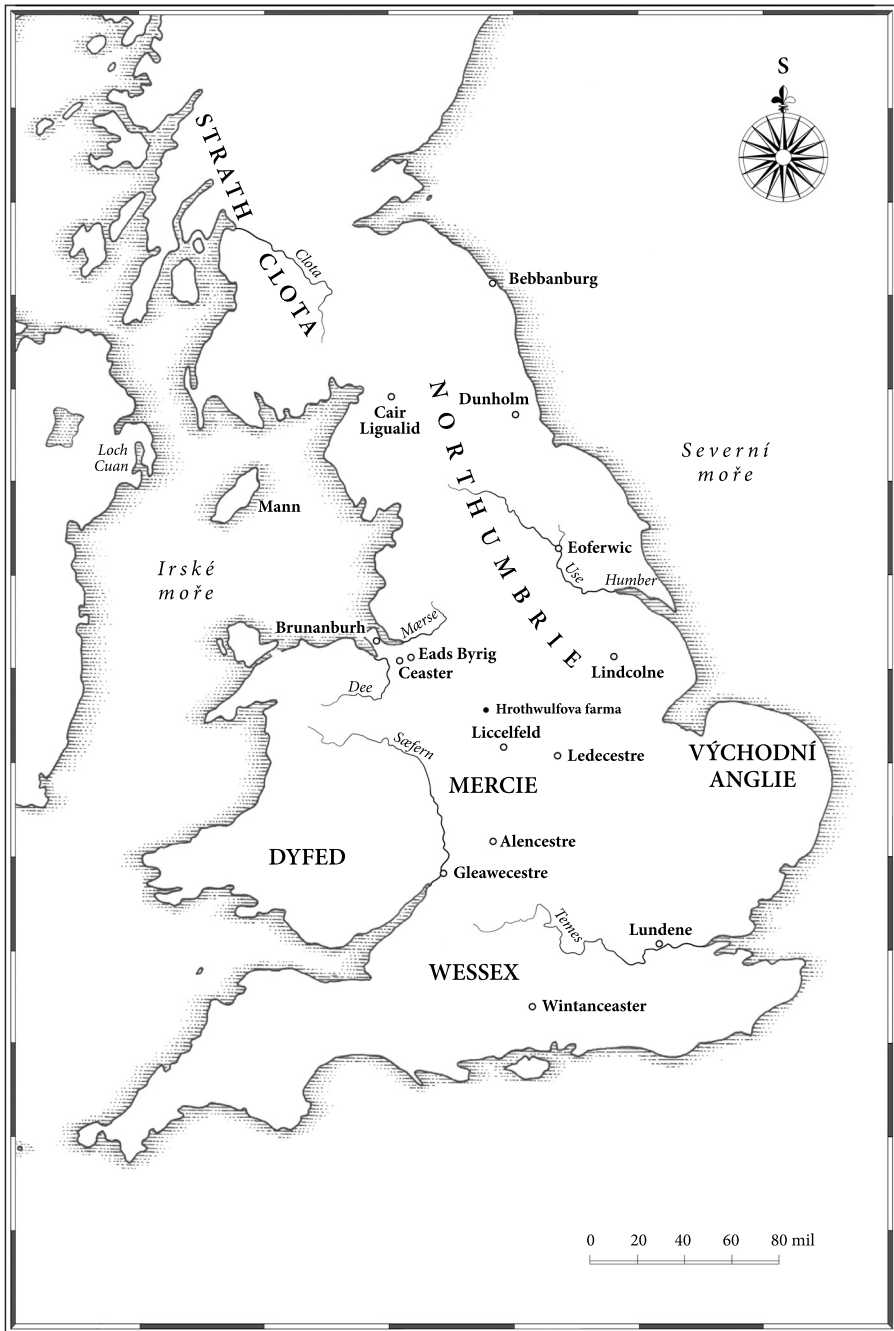 S
STRATH
CLOTA
Clota
Bebbanburg
NORTHUMBRIE
Dunholm
Cair
Ligualid
Severní
moře
Loch
Cuan
Mann
Eoferwic
Use
Humber
Irské
moře
Brunanburh
Mærse
Eads Byrig
Ceaster
Lindcolne
Dee
Hrothwulfova farma
Liccelfeld
Sæfern
Ledecestre
VÝCHODNÍ
ANGLIE
MERCIE
Alencestre
DYFED
Gleawecestre
Temes
Lundene
WESSEX
Wintanceaster
0 20 40 60 80 mil